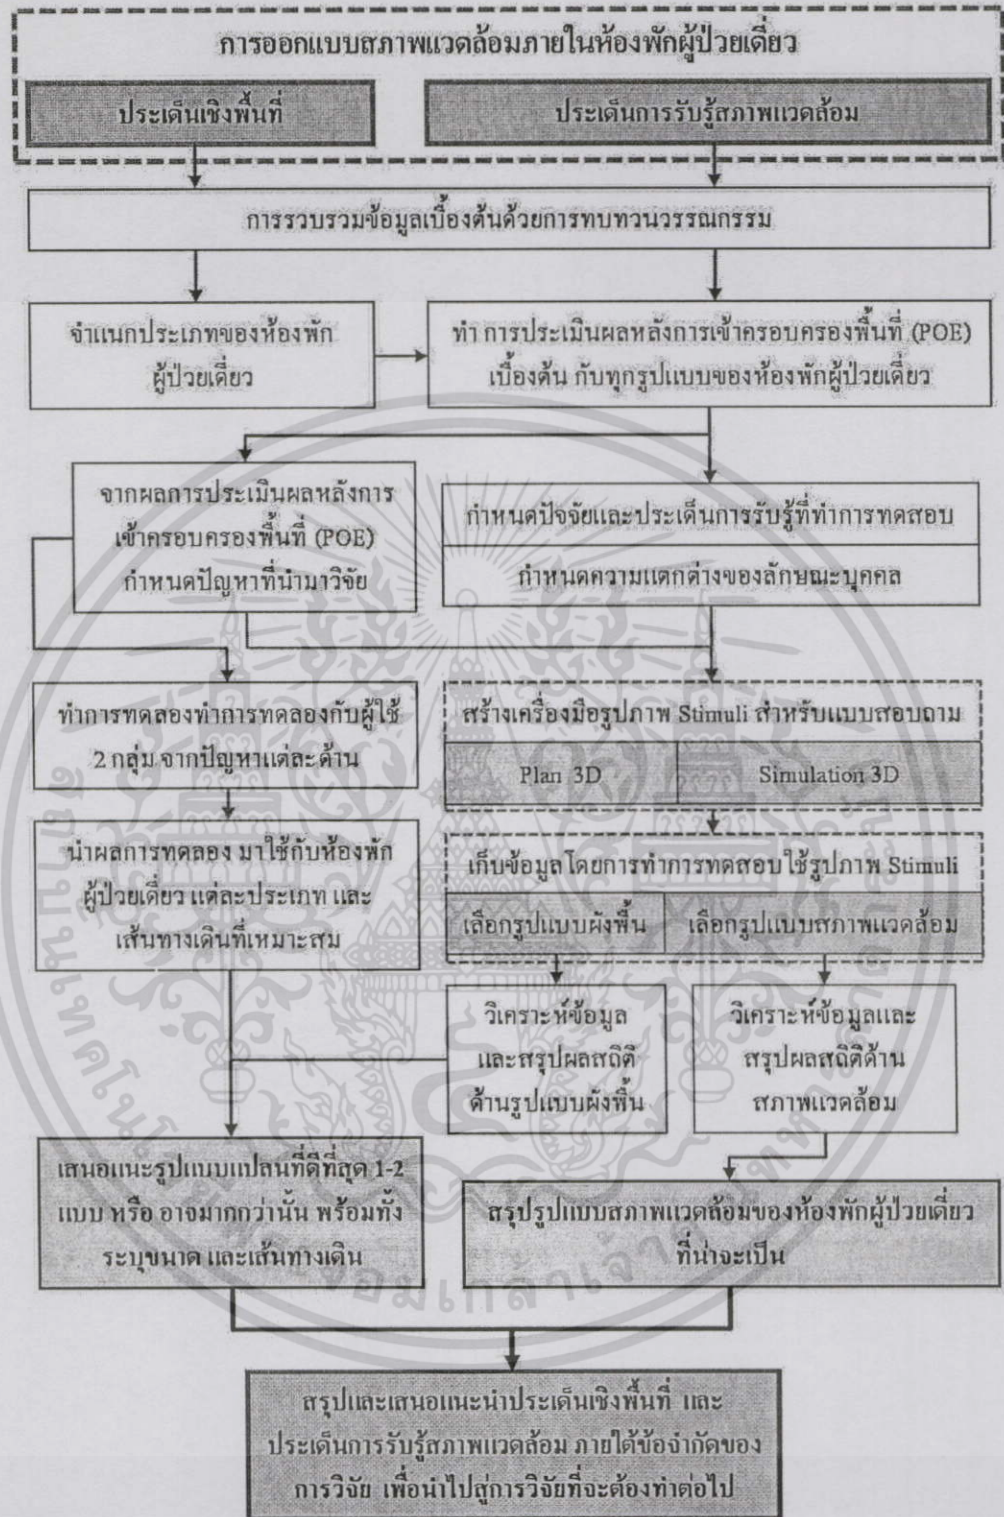 การออกแบบสภาพแวดล้อมภายในห้องพักผู้ป่วยเดี่ยว
ประเด็นเชิงพื้นที่
ประเด็นการรับรู้สภาพแวดล้อม
การรวบรวมข้อมูลเบื้องต้นด้วยการทบทวนวรรณกรรม
จำแนกประเภทของห้องพัก
ผู้ป่วยเดี่ยว
ทำ การประเมินผลหลังการเข้าครอบครองพื้นที่ (POE)
เบื้องต้น กับทุกรูปแบบของห้องพักผู้ป่วยเดี่ยว
จากผลการประเมินผลหลังการ
เข้าครอบครองพื้นที่ (POE)
กำหนดปัญหาที่นำมาวิจัย
กำหนดปัจจัยและประเด็นการรับรู้ที่ทำการทดสอบ
กำหนดความแตกต่างของลักษณะบุคคล
ทำการทดลองทำการทดลองกับผู้ใช้
2 กลุ่ม จากปัญหาแต่ละด้าน
สร้างเครื่องมือรูปภาพ Stimuli สำหรับแบบสอบถาม
Plan 3D
Simulation 3D
นำผลการทดลอง มาใช้กับห้องพัก
ผู้ป่วยเดี่ยว แต่ละประเภท และ
เส้นทางเดินที่เหมาะสม
เก็บข้อมูล โดยการทำการทดสอบ ใช้รูปภาพ Stimuli
เลือกรูปแบบผังพื้น
เลือกรูปแบบสภาพแวดล้อม
วิเคราะห์ข้อมูล
และสรุปผลสถิติ
ด้านรูปแบบผังพื้น
วิเคราะห์ข้อมูลและ
สรุปผลสถิติด้าน
สภาพแวดล้อม
เสนอแนะรูปแบบแปลนที่ดีที่สุด 1-2
แบบ หรือ อาจมากกว่านั้น พร้อมทั้ง
ระบุขนาด และเส้นทางเดิน
สรุปรูปแบบสภาพแวดล้อมของห้องพักผู้ป่วยเดี่ยว
ที่น่าจะเป็น
สรุปและเสนอแนะนำประเด็นเชิงพื้นที่ และ
ประเด็นการรับรู้สภาพแวดล้อม ภายใต้ข้อจำกัดของ
การวิจัย เพื่อนำไปสู่การวิจัยที่จะต้องทำต่อไป